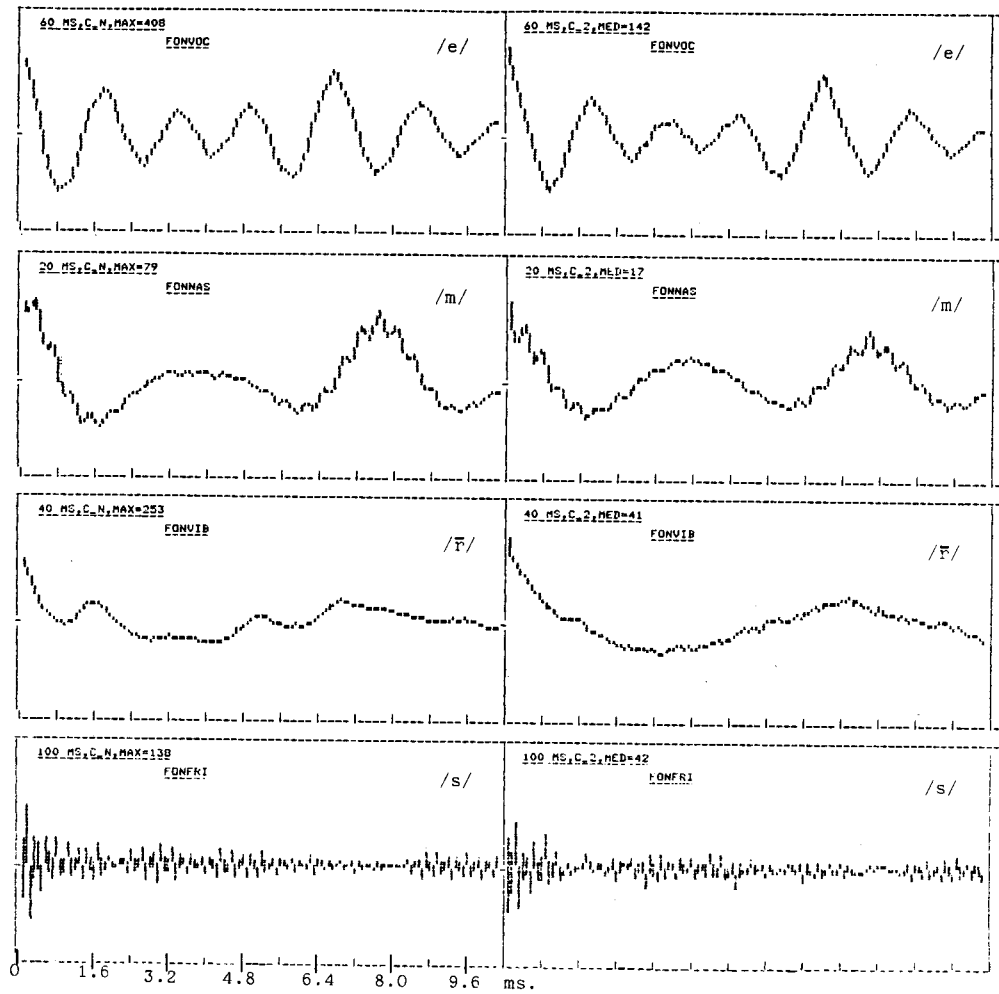 60 MS,C_N,MAX=408
FONVOC
/e/
60 MS,C_2,MED=142
FONVOC
/e/
20 MS,C_N,MAX=79
FONNAS
/m/
20 MS,C_2,MED=17
FONNAS
/m/
40 MS,C_N,MAX=253
FONVIB
/r̄/
40 MS,C_2,MED=41
FONVIB
/r̄/
100 MS,C_N,MAX=138
FONFRI
/s/
100 MS,C_2,MED=42
FONFRI
/s/
0 1.6 3.2 4.8 6.4 8.0 9.6 ms.